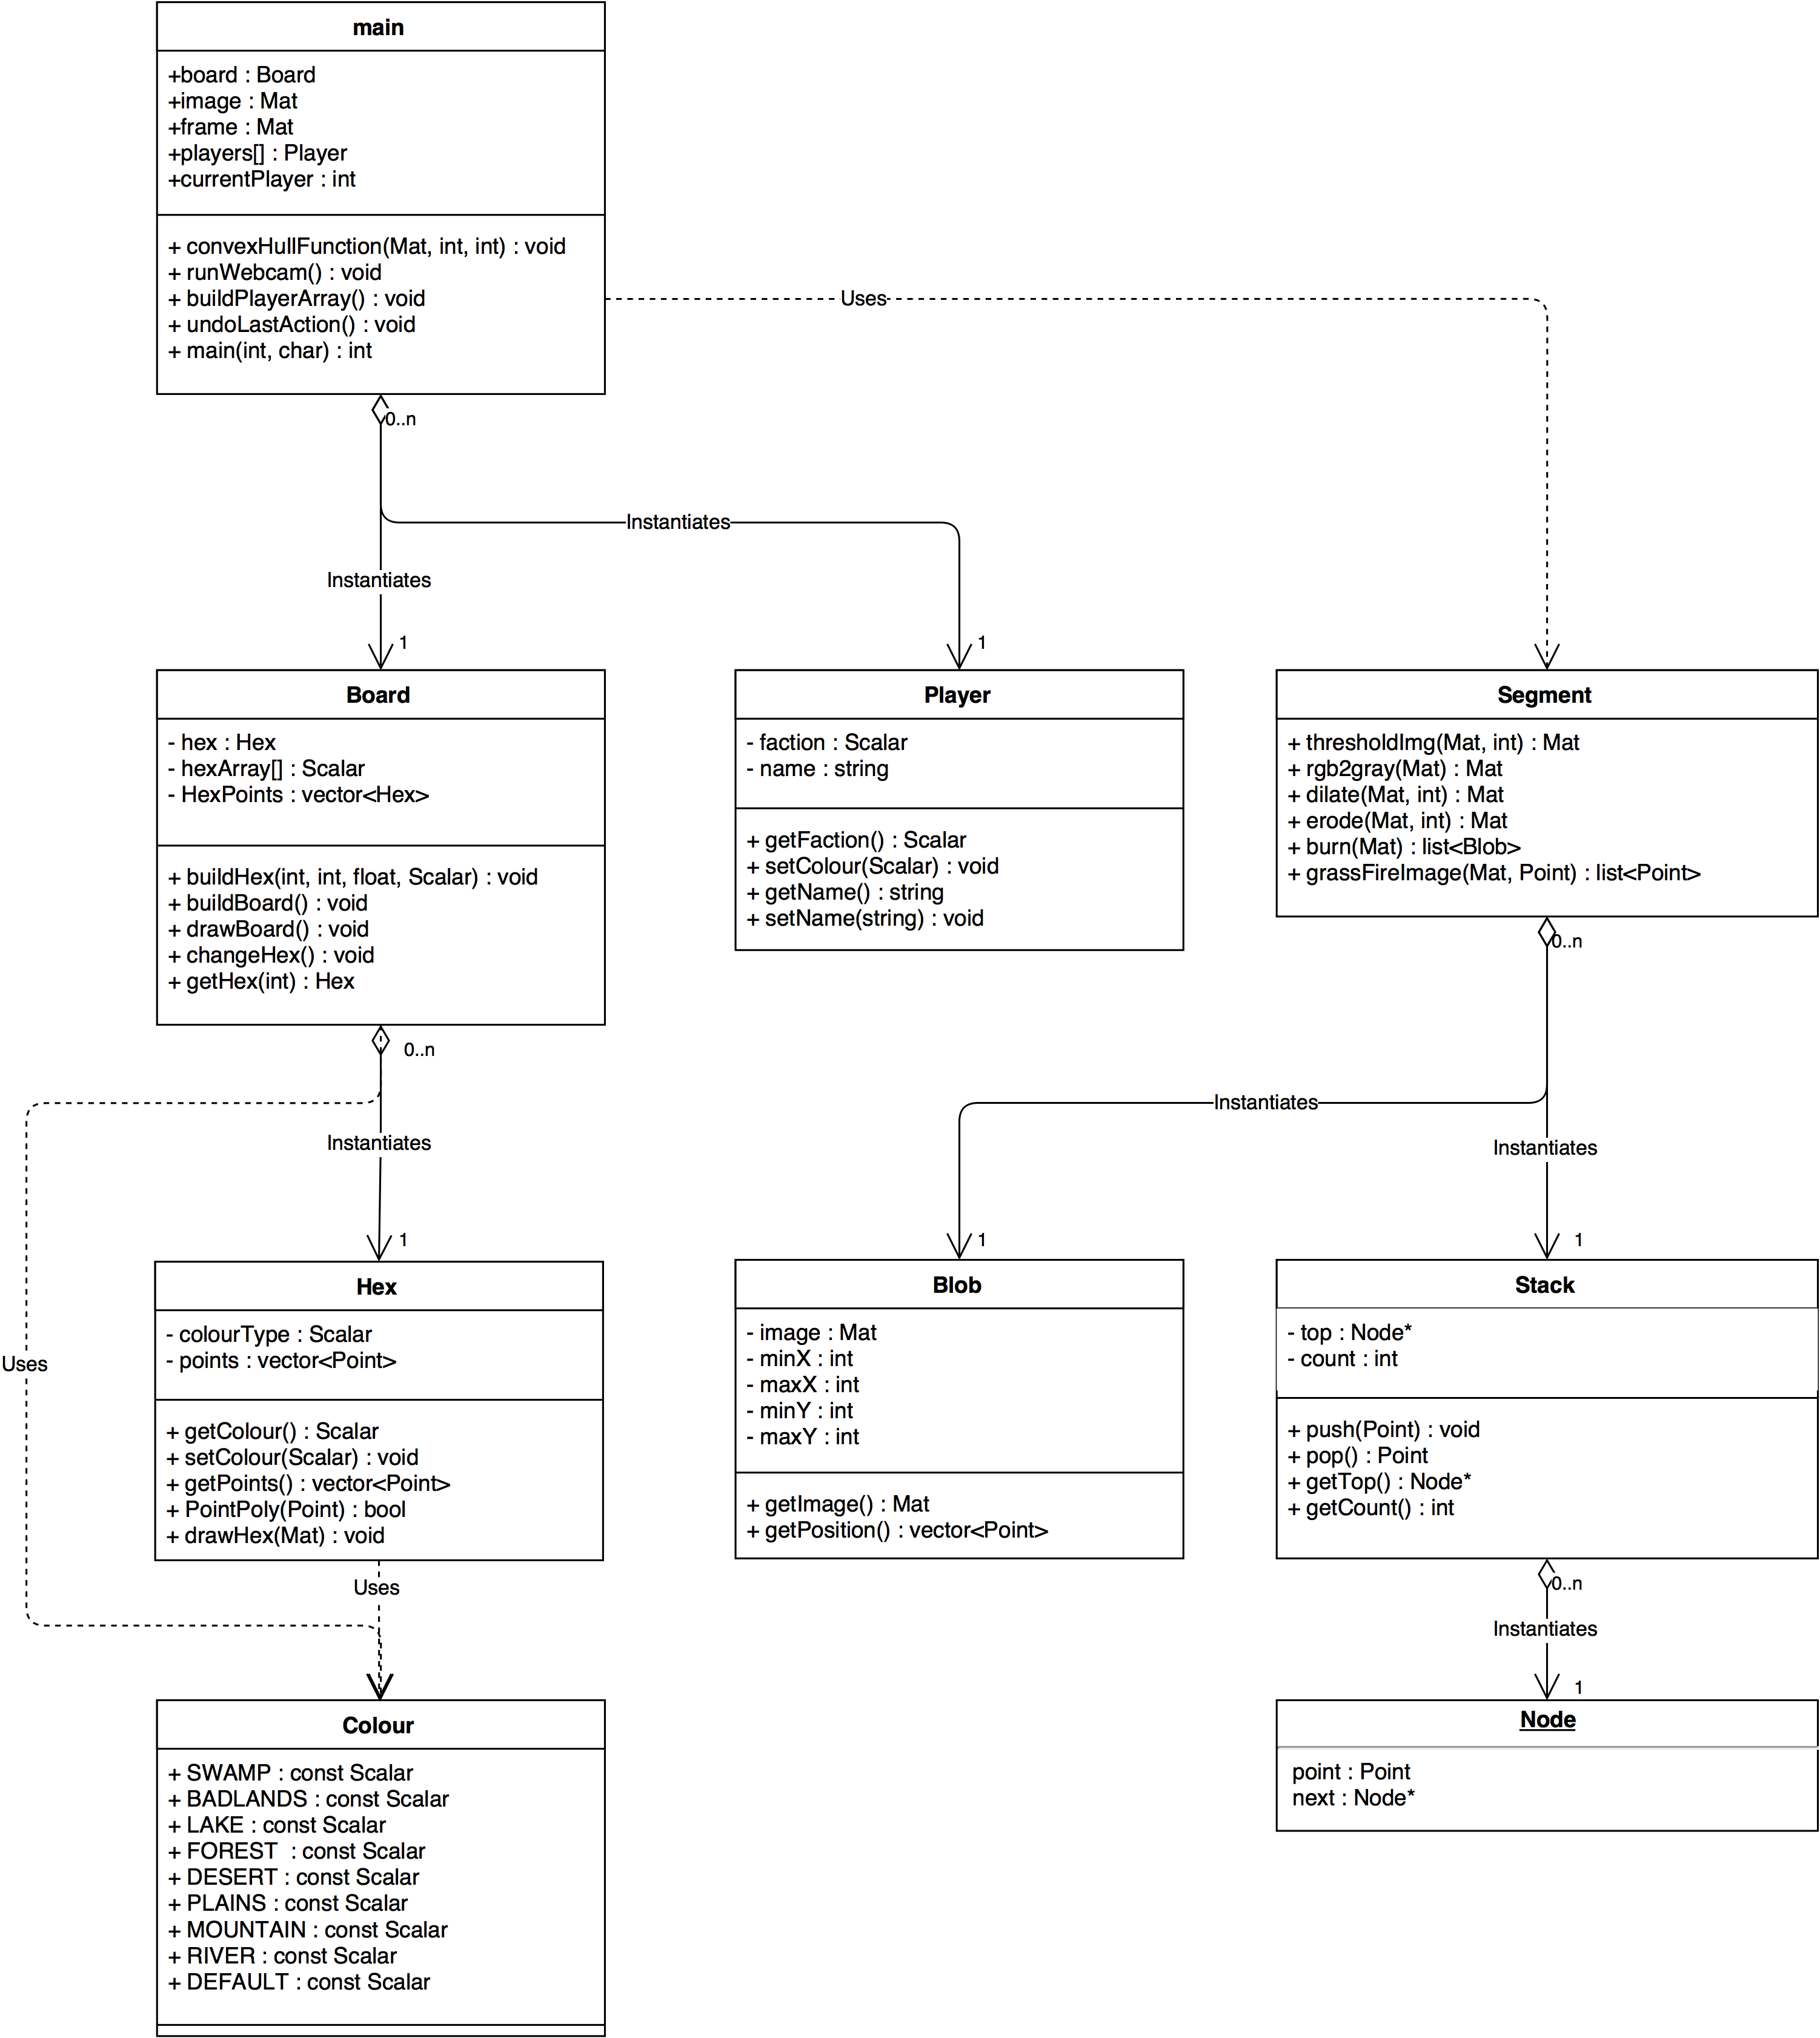 main
+board : Board
+image : Mat
+frame : Mat
+players[] : Player
+currentPlayer : int
+ convexHullFunction(Mat, int, int) : void
+ runWebcam() : void
+ buildPlayerArray() : void
+ undoLastAction() : void
+ main(int, char) : int
Uses
0..n
Instantiates
Instantiates
1
1
Board
- hex : Hex
- hexArray[] : Scalar
- HexPoints : vector<Hex>
+ buildHex(int, int, float, Scalar) : void
+ buildBoard() : void
+ drawBoard() : void
+ changeHex() : void
+ getHex(int) : Hex
Player
- faction : Scalar
- name : string
+ getFaction() : Scalar
+ setColour(Scalar) : void
+ getName() : string
+ setName(string) : void
Segment
+ thresholdImg(Mat, int) : Mat
+ rgb2gray(Mat) : Mat
+ dilate(Mat, int) : Mat
+ erode(Mat, int) : Mat
+ burn(Mat) : list<Blob>
+ grassFireImage(Mat, Point) : list<Point>
0..n
0..n
Instantiates
Instantiates
Instantiates
1
1
1
Hex
- colourType : Scalar
- points : vector<Point>
+ getColour() : Scalar
+ setColour(Scalar) : void
+ getPoints() : vector<Point>
+ PointPoly(Point) : bool
+ drawHex(Mat) : void
Blob
- image : Mat
- minX : int
- maxX : int
- minY : int
- maxY : int
+ getImage() : Mat
+ getPosition() : vector<Point>
Stack
- top : Node*
- count : int
+ push(Point) : void
+ pop() : Point
+ getTop() : Node*
+ getCount() : int
Uses
Uses
0..n
Instantiates
1
Colour
+ SWAMP : const Scalar
+ BADLANDS : const Scalar
+ LAKE : const Scalar
+ FOREST  : const Scalar
+ DESERT : const Scalar
+ PLAINS : const Scalar
+ MOUNTAIN : const Scalar
+ RIVER : const Scalar
+ DEFAULT : const Scalar
Node
point : Point
next : Node*